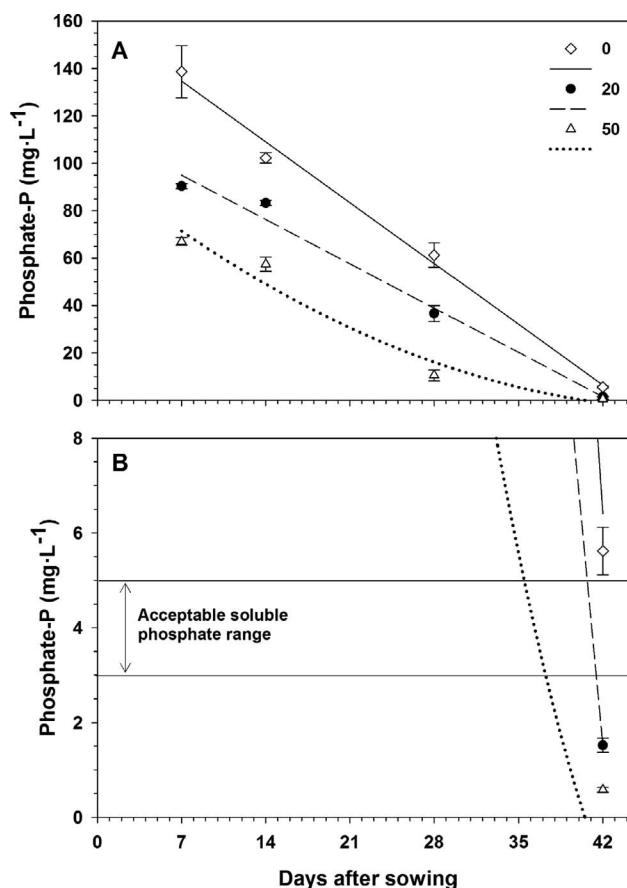 160
140
120
100
80
60
40
20
0
Phosphate-P (mg·L-1)
A
0
20
50
8
6
4
2
0
Phosphate-P (mg·L-1)
B
Acceptable soluble
phosphate range
0 7 14 21 28 35 42
Days after sowing